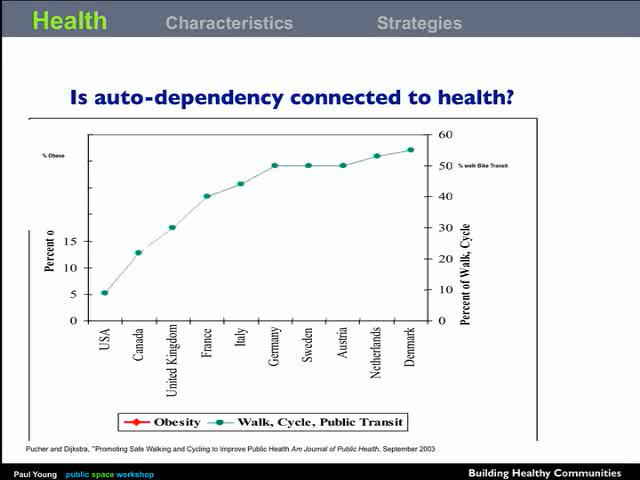 Health Characteristics Strategies
Is auto-dependency connected to health?
% Obese
% walk Bike Transit
Percent o
15
10
5
0
60
50
40
30
20
10
0
Percent of Walk, Cycle
USA
Canada
United Kingdom
France
Italy
Germany
Sweden
Austria
Netherlands
Denmark
Obesity Walk, Cycle, Public Transit
Pucher and Dijkstra, "Promoting Safe Walking and Cycling to Improve Public Health Am Journal of Public Health, September 2003
Paul Young public space workshop Building Healthy Communities